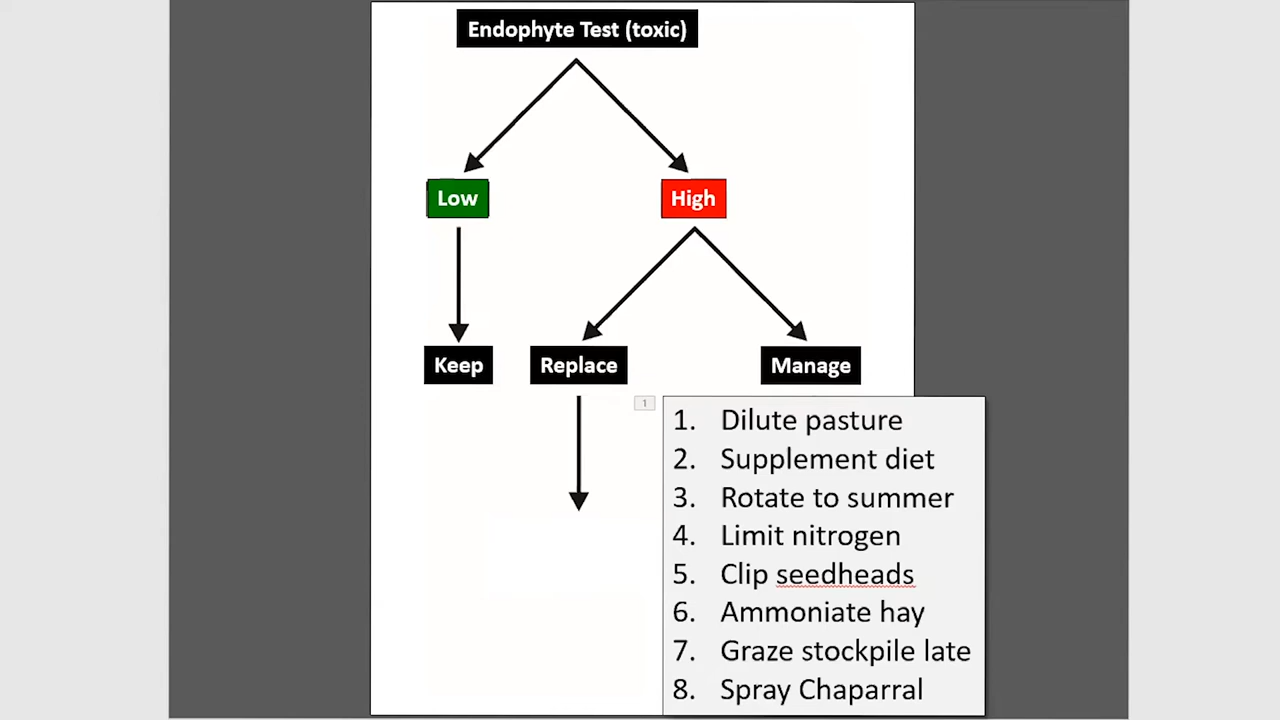 Endophyte Test (toxic)
Low
High
Keep
Replace
Manage
1
1. Dilute pasture
2. Supplement diet
3. Rotate to summer
4. Limit nitrogen
5. Clip seedheads
6. Ammoniate hay
7. Graze stockpile late
8. Spray Chaparral